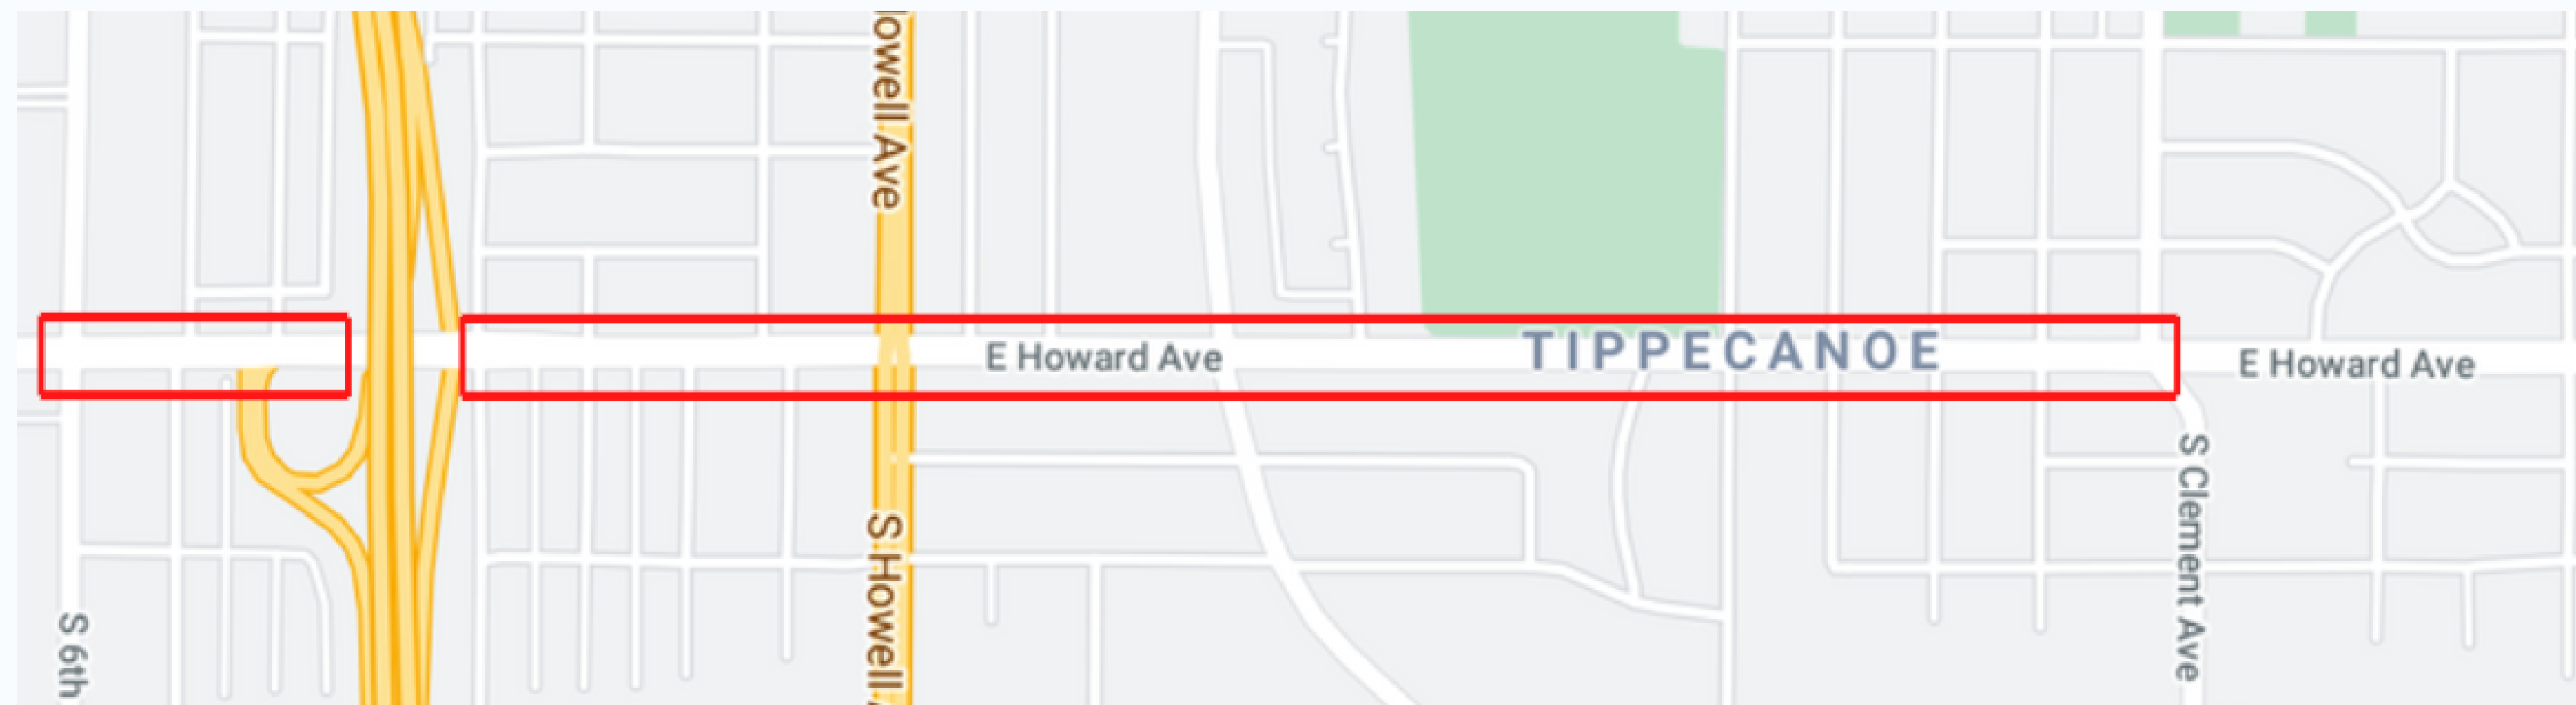 owell Ave
E Howard Ave
TIPPECANOE
E Howard Ave
S Clement Ave
S Howell
S 6th